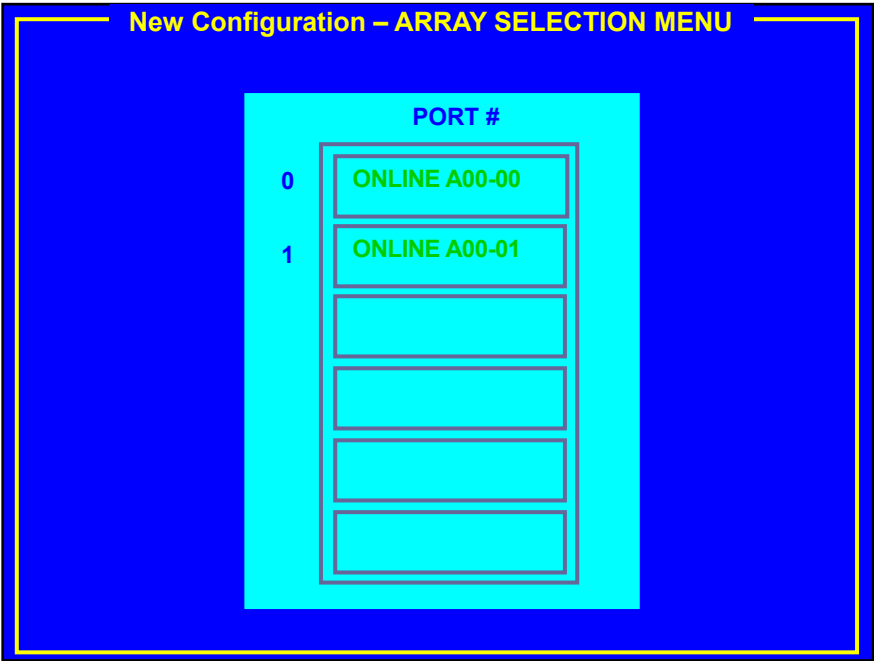 New Configuration – ARRAY SELECTION MENU
PORT #
0 ONLINE A00-00
1 ONLINE A00-01